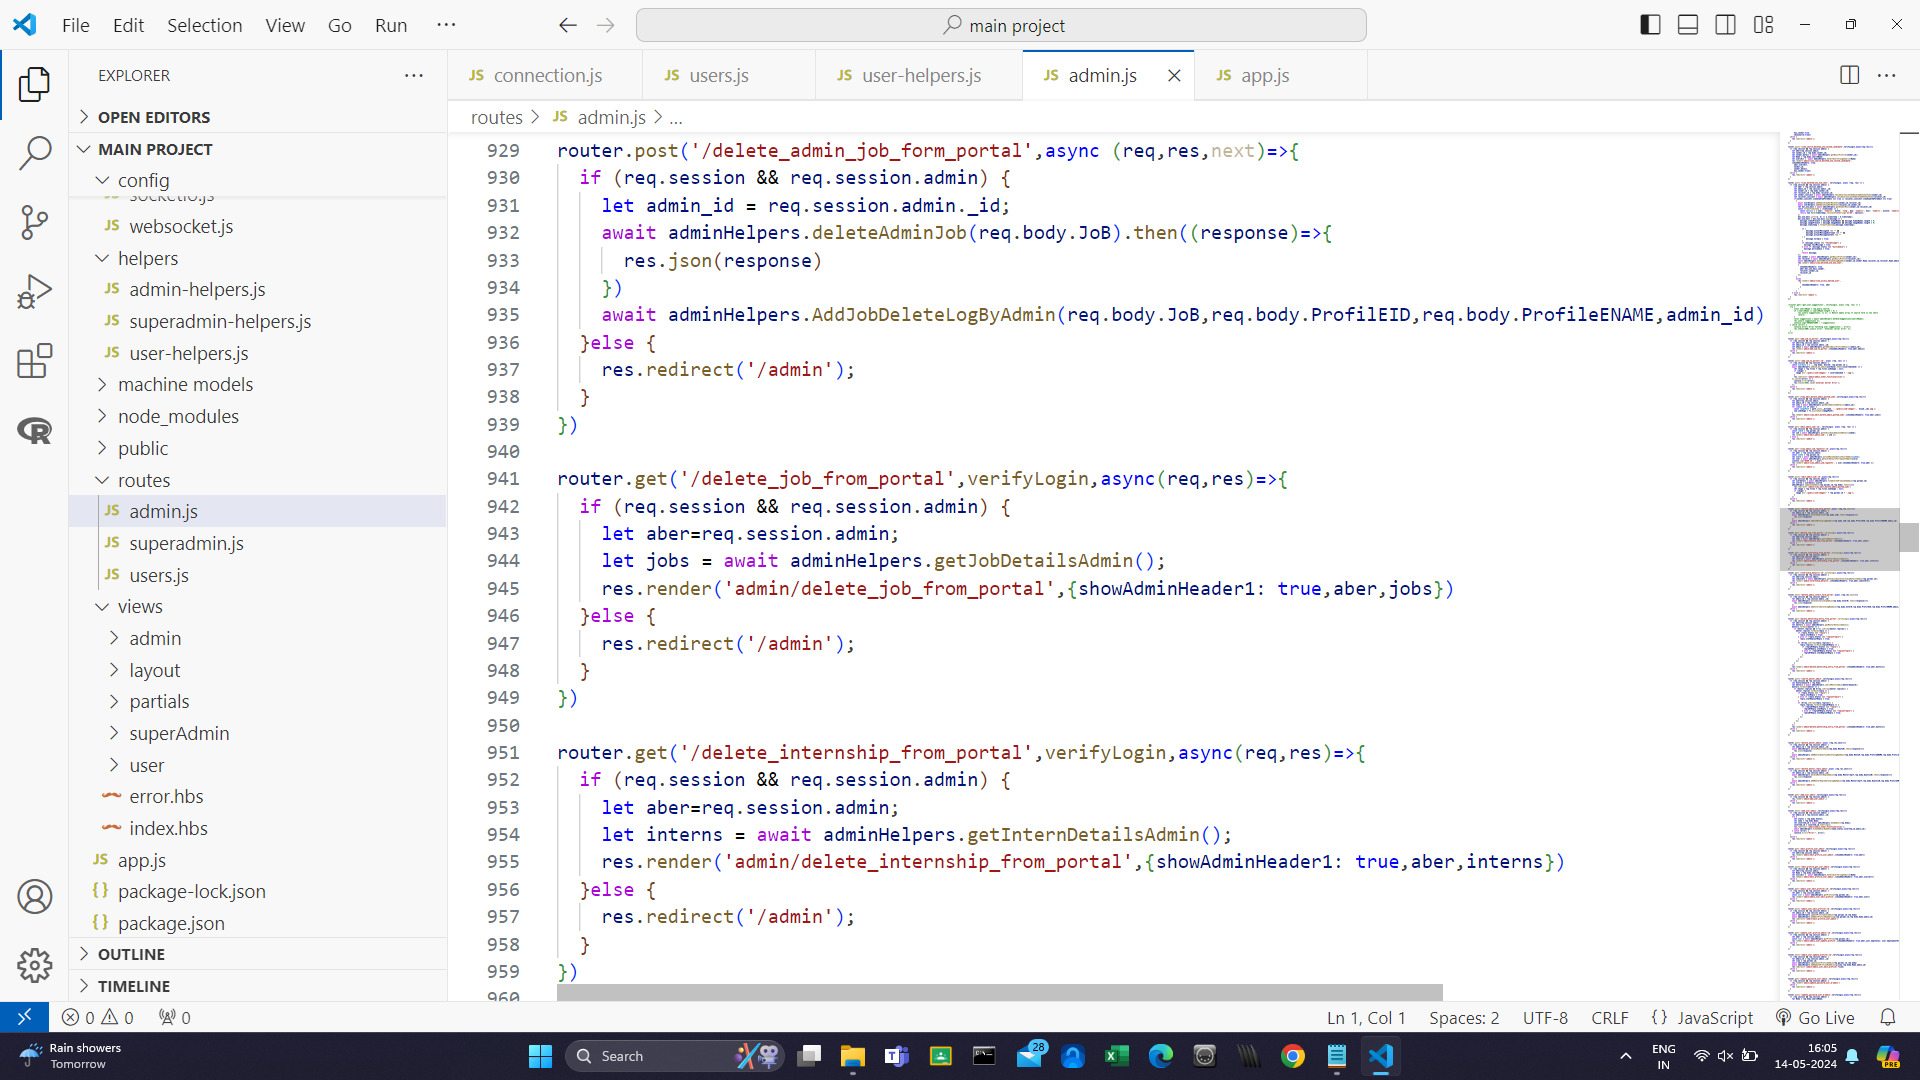 File Edit Selection View Go Run ···
main project
EXPLORER
OPEN EDITORS
MAIN PROJECT
config
socketio.js
websocket.js
helpers
admin-helpers.js
superadmin-helpers.js
user-helpers.js
machine models
node_modules
public
routes
admin.js
superadmin.js
users.js
views
admin
layout
partials
superAdmin
user
error.hbs
index.hbs
app.js
package-lock.json
package.json
OUTLINE
TIMELINE
JS connection.js JS users.js JS user-helpers.js JS admin.js JS app.js
routes > JS admin.js > ...
929 router.post('/delete_admin_job_form_portal',async (req,res,next)=>{
930 if (req.session && req.session.admin) {
931 let admin_id = req.session.admin._id;
932 await adminHelpers.deleteAdminJob(req.body.JoB).then((response)=>{
933 res.json(response)
934 })
935 await adminHelpers.AddJobDeleteLogByAdmin(req.body.JoB,req.body.ProfilEID,req.body.ProfileENAME,admin_id)
936 }else {
937 res.redirect('/admin');
938 }
939 })
940
941 router.get('/delete_job_from_portal',verifyLogin,async(req,res)=>{
942 if (req.session && req.session.admin) {
943 let aber=req.session.admin;
944 let jobs = await adminHelpers.getJobDetailsAdmin();
945 res.render('admin/delete_job_from_portal',{showAdminHeader1: true,aber,jobs})
946 }else {
947 res.redirect('/admin');
948 }
949 })
950
951 router.get('/delete_internship_from_portal',verifyLogin,async(req,res)=>{
952 if (req.session && req.session.admin) {
953 let aber=req.session.admin;
954 let interns = await adminHelpers.getInternDetailsAdmin();
955 res.render('admin/delete_internship_from_portal',{showAdminHeader1: true,aber,interns})
956 }else {
957 res.redirect('/admin');
958 }
959 })
960
0 0 0
Ln 1, Col 1 Spaces: 2 UTF-8 CRLF {} JavaScript Go Live
Rain showers
Tomorrow
Search
28
ENG
IN
16:05
14-05-2024
PRE